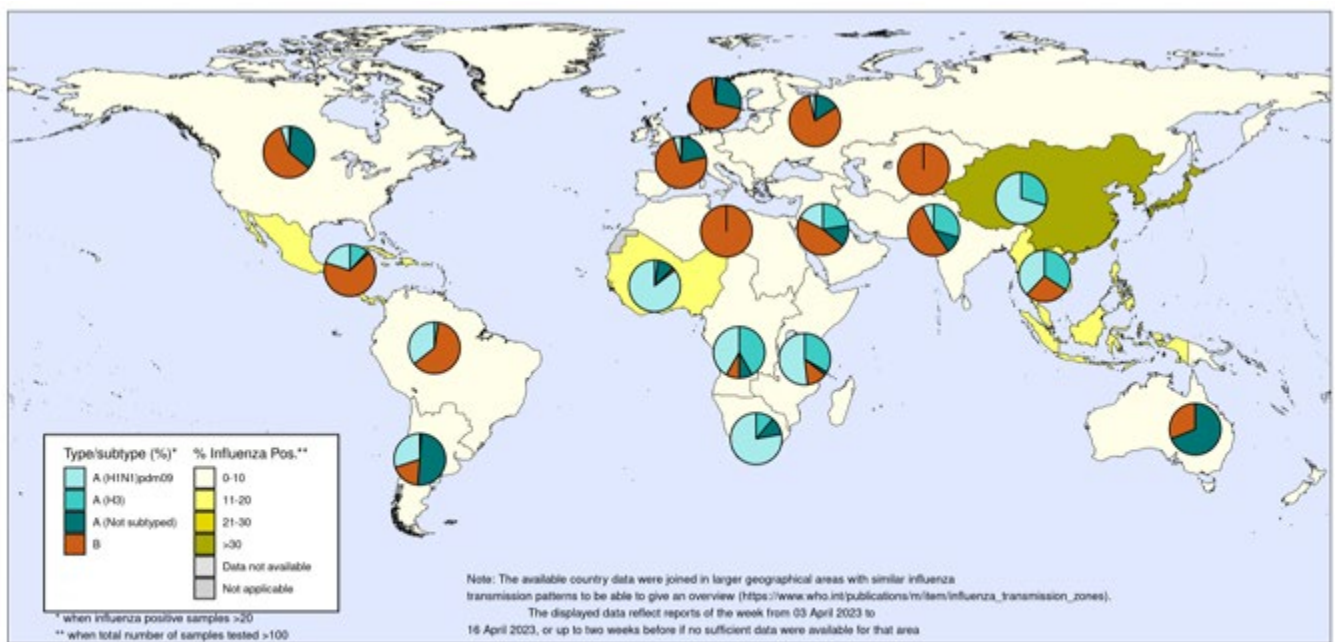 Type/subtype (%)*
A (H1N1)pdm09
A (H3)
A (Not subtyped)
B
% Influenza Pos.**
0-10
11-20
21-30
>30
Data not available
Not applicable
* when influenza positive samples >20
** when total number of samples tested >100
Note: The available country data were joined in larger geographical areas with similar influenza
transmission patterns to be able to give an overview (https://www.who.int/publications/m/item/influenza_transmission_zones).
The displayed data reflect reports of the week from 03 April 2023 to
16 April 2023, or up to two weeks before if no sufficient data were available for that area